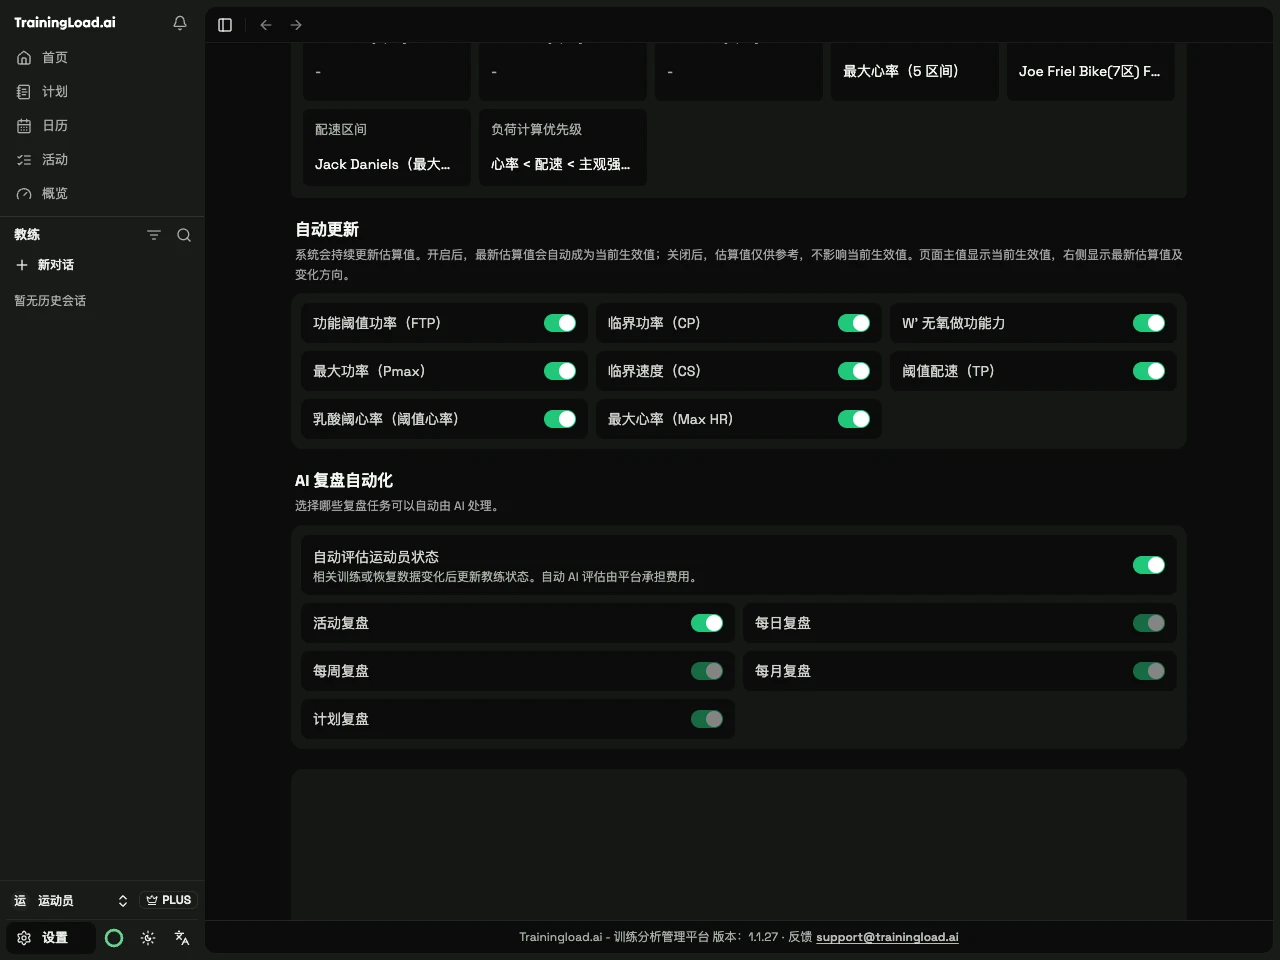 TrainingLoad.ai
首页
计划
日历
活动
概览
教练
新对话
暂无历史会话
运 运动员 PLUS
设置
-
-
-
最大心率（5 区间）
Joe Friel Bike(7区) F...
配速区间
Jack Daniels（最大...
负荷计算优先级
心率 < 配速 < 主观强...
自动更新
系统会持续更新估算值。开启后，最新估算值会自动成为当前生效值；关闭后，估算值仅供参考，不影响当前生效值。页面主值显示当前生效值，右侧显示最新估算值及
变化方向。
功能阈值功率（FTP）
临界功率（CP）
W' 无氧做功能力
最大功率（Pmax）
临界速度（CS）
阈值配速（TP）
乳酸阈心率（阈值心率）
最大心率（Max HR）
AI 复盘自动化
选择哪些复盘任务可以自动由 AI 处理。
自动评估运动员状态
相关训练或恢复数据变化后更新教练状态。自动 AI 评估由平台承担费用。
活动复盘
每日复盘
每周复盘
每月复盘
计划复盘
Trainingload.ai - 训练分析管理平台 版本：1.1.27 · 反馈 support@trainingload.ai